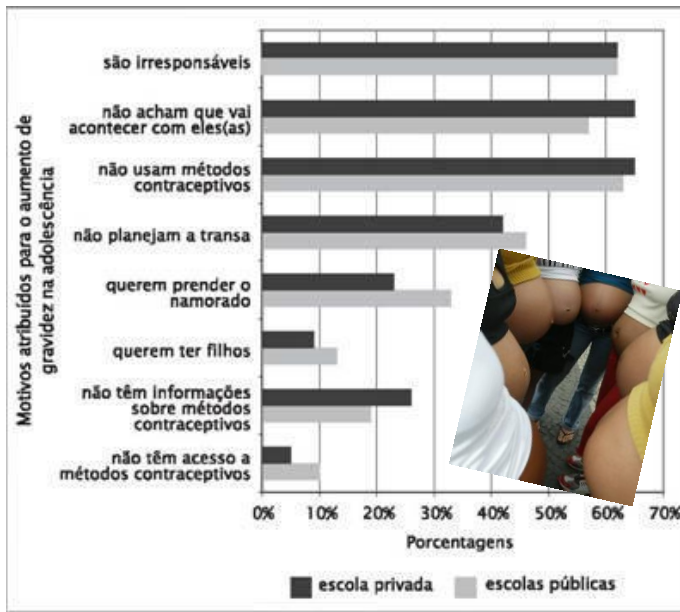 Motivos atribuídos para o aumento de
gravidez na adolescência
são irresponsáveis
não acham que vai
acontecer com eles(as)
não usam métodos
contraceptivos
não planejam a transa
querem prender o
namorado
querem ter filhos
não têm informações
sobre métodos
contraceptivos
não têm acesso a
métodos contraceptivos
0% 10% 20% 30% 40% 50% 60% 70%
Porcentagens
escola privada escolas públicas